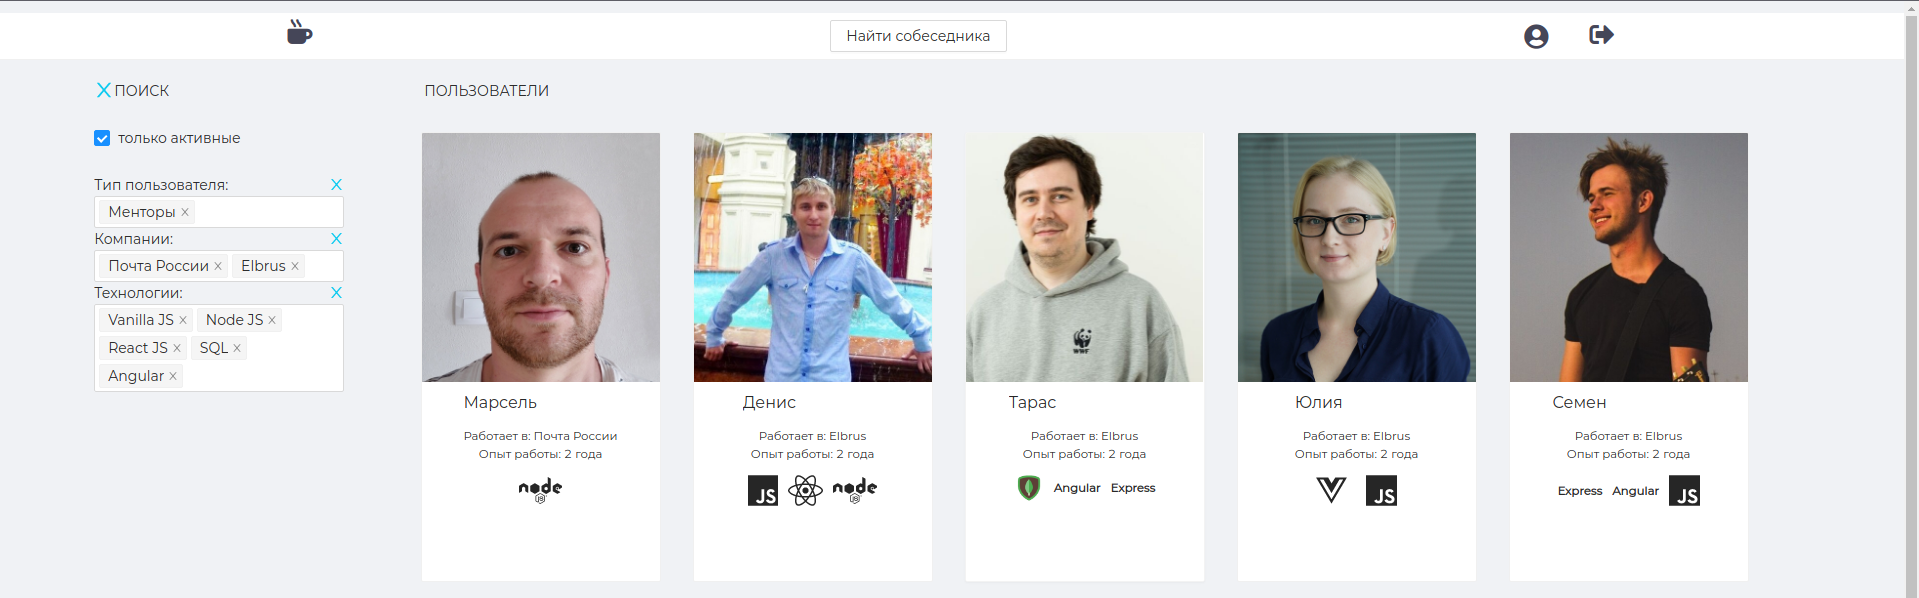 Найти собеседника
X ПОИСК
только активные
Тип пользователя: X
Менторы X
Компании: X
Почта России X Elbrus X
Технологии: X
Vanilla JS X Node JS X
React JS X SQL X
Angular X
ПОЛЬЗОВАТЕЛИ
WWF
Марсель
Работает в: Почта России
Опыт работы: 2 года
node JS
Денис
Работает в: Elbrus
Опыт работы: 2 года
JS node JS
Тарас
Работает в: Elbrus
Опыт работы: 2 года
Angular Express
Юлия
Работает в: Elbrus
Опыт работы: 2 года
JS
Семен
Работает в: Elbrus
Опыт работы: 2 года
Express Angular JS